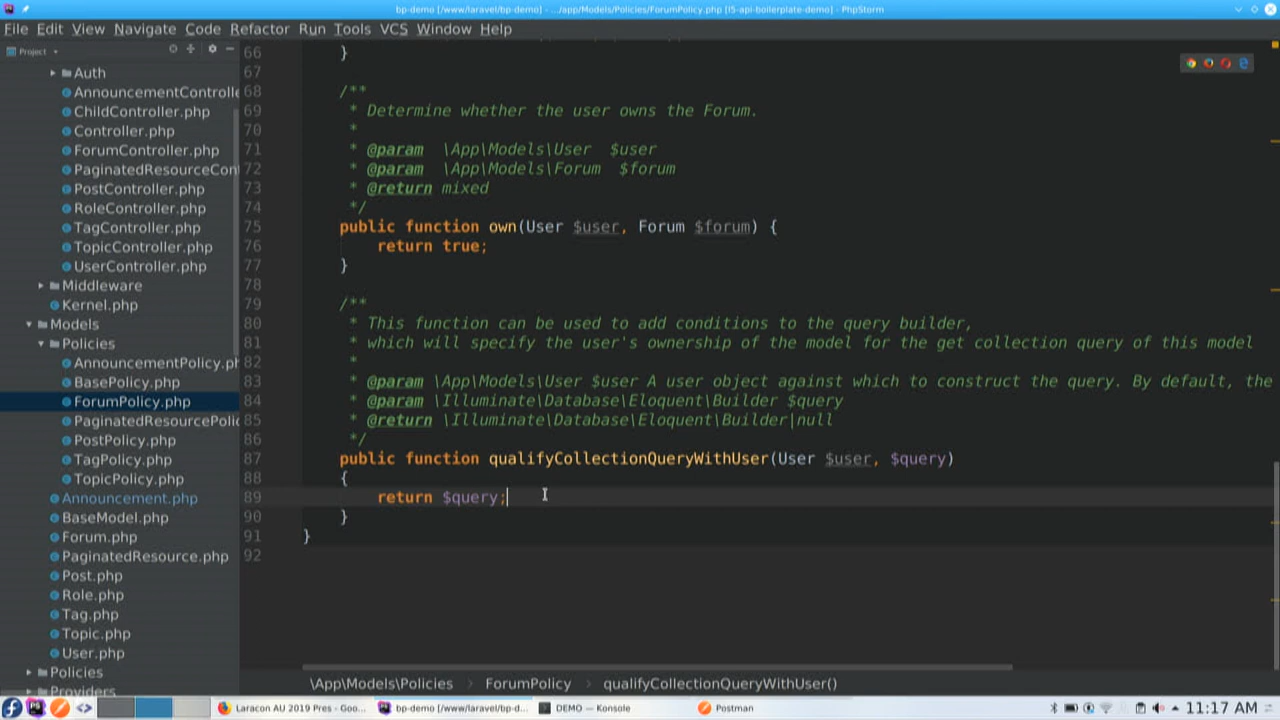 bp-demo [/www/laravel/bp-demo] - .../app/Models/Policies/ForumPolicy.php [l5-api-boilerplate-demo] - PhpStorm
File Edit View Navigate Code Refactor Run Tools VCS Window Help
Project
Auth
AnnouncementControlle
ChildController.php
Controller.php
ForumController.php
PaginatedResourceCon
PostController.php
RoleController.php
TagController.php
TopicController.php
UserController.php
Middleware
Kernel.php
Models
Policies
AnnouncementPolicy.ph
BasePolicy.php
ForumPolicy.php
PaginatedResourcePolic
PostPolicy.php
TagPolicy.php
TopicPolicy.php
Announcement.php
BaseModel.php
Forum.php
PaginatedResource.php
Post.php
Role.php
Tag.php
Topic.php
User.php
Policies
Providers
66 }
67
68 /**
69 * Determine whether the user owns the Forum.
70 *
71 * @param \App\Models\User $user
72 * @param \App\Models\Forum $forum
73 * @return mixed
74 */
75 public function own(User $user, Forum $forum) {
76 return true;
77 }
78
79 /**
80 * This function can be used to add conditions to the query builder,
81 * which will specify the user's ownership of the model for the get collection query of this model
82 *
83 * @param \App\Models\User $user A user object against which to construct the query. By default, the
84 * @param \Illuminate\Database\Eloquent\Builder $query
85 * @return \Illuminate\Database\Eloquent\Builder|null
86 */
87 public function qualifyCollectionQueryWithUser(User $user, $query)
88 {
89 return $query;
90 }
91 }
92
\App\Models\Policies › ForumPolicy › qualifyCollectionQueryWithUser()
Laracon AU 2019 Pres - Goo... bp-demo [/www/laravel/bp-d... DEMO — Konsole Postman 11:17 AM